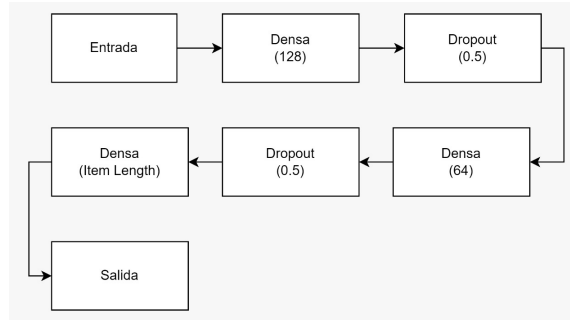 Entrada
Densa
(128)
Dropout
(0.5)
Densa
(64)
Dropout
(0.5)
Densa
(Item Length)
Salida